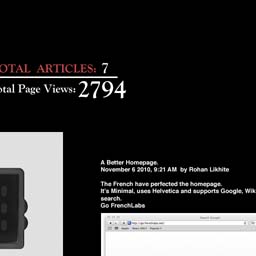 OTAL ARTICLES: 7
otal Page Views: 2794
A Better Homepage.
November 6 2010, 9:21 AM by Rohan Likhite
The French have perfected the homepage.
It's Minimal, uses Helvetica and supports Google, Wik
search.
Go FrenchLabs